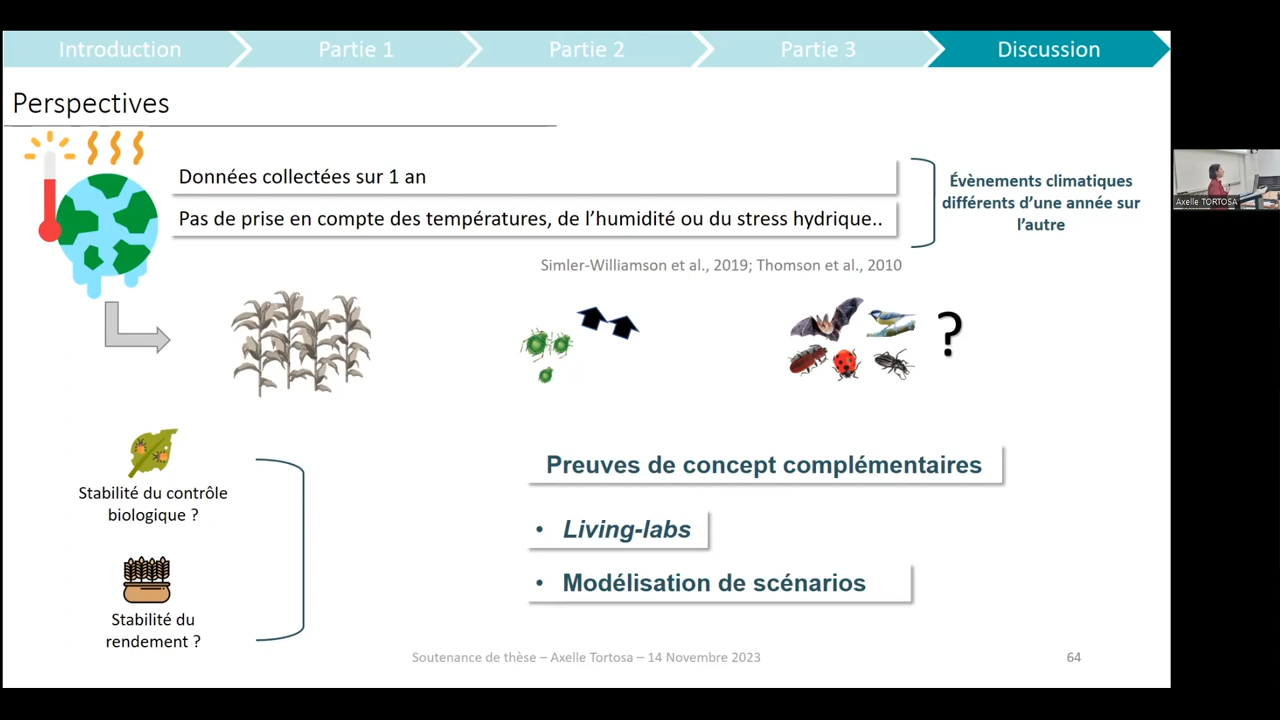 Introduction
Partie 1
Partie 2
Partie 3
Discussion
Perspectives
Données collectées sur 1 an
Pas de prise en compte des températures, de l’humidité ou du stress hydrique..
Évènements climatiques
différents d’une année sur
l’autre
Simler-Williamson et al., 2019; Thomson et al., 2010
?
Stabilité du contrôle
biologique ?
Stabilité du
rendement ?
Preuves de concept complémentaires
• Living-labs
• Modélisation de scénarios
Soutenance de thèse – Axelle Tortosa – 14 Novembre 2023
64
Axelle TORTOSA